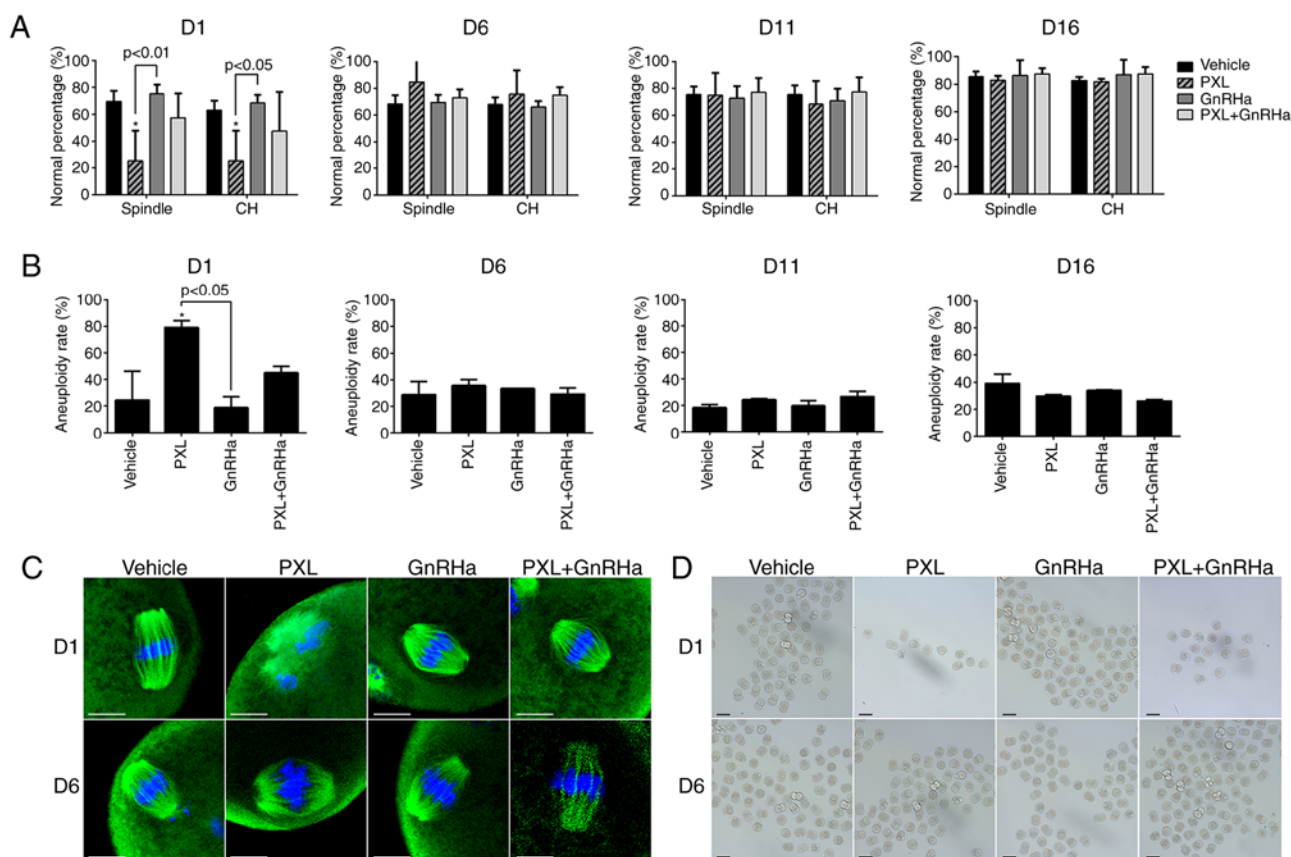 A
D1
D6
D11
D16
p<0.01
p<0.05
*
*
Normal percentage (%)
100
80
60
40
20
0
Spindle
CH
Normal percentage (%)
100
80
60
40
20
0
Spindle
CH
Normal percentage (%)
100
80
60
40
20
0
Spindle
CH
Normal percentage (%)
100
80
60
40
20
0
Spindle
CH
Vehicle
PXL
GnRHa
PXL+GnRHa
B
D1
D6
D11
D16
p<0.05
*
Aneuploidy rate (%)
100
80
60
40
20
0
Vehicle
PXL
GnRHa
PXL+GnRHa
Aneuploidy rate (%)
100
80
60
40
20
0
Vehicle
PXL
GnRHa
PXL+GnRHa
Aneuploidy rate (%)
100
80
60
40
20
0
Vehicle
PXL
GnRHa
PXL+GnRHa
Aneuploidy rate (%)
100
80
60
40
20
0
Vehicle
PXL
GnRHa
PXL+GnRHa
C
Vehicle
PXL
GnRHa
PXL+GnRHa
D1
D6
D
Vehicle
PXL
GnRHa
PXL+GnRHa
D1
D6